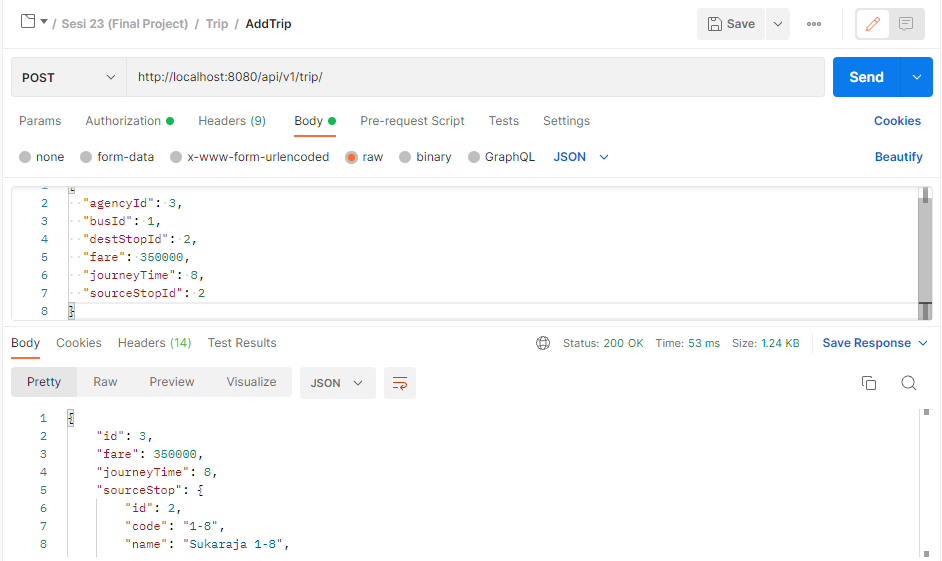 / Sesi 23 (Final Project) / Trip / AddTrip
Save
POST
http://localhost:8080/api/v1/trip/
Send
Params Authorization Headers (9) Body Pre-request Script Tests Settings Cookies
none form-data x-www-form-urlencoded raw binary GraphQL JSON Beautify
1 {
2 "agencyId": 3,
3 "busId": 1,
4 "destStopId": 2,
5 "fare": 350000,
6 "journeyTime": 8,
7 "sourceStopId": 2
8 }
Body Cookies Headers (14) Test Results Status: 200 OK Time: 53 ms Size: 1.24 KB Save Response
Pretty Raw Preview Visualize JSON
1 {
2 "id": 3,
3 "fare": 350000,
4 "journeyTime": 8,
5 "sourceStop": {
6 "id": 2,
7 "code": "1-8",
8 "name": "Sukaraja 1-8",